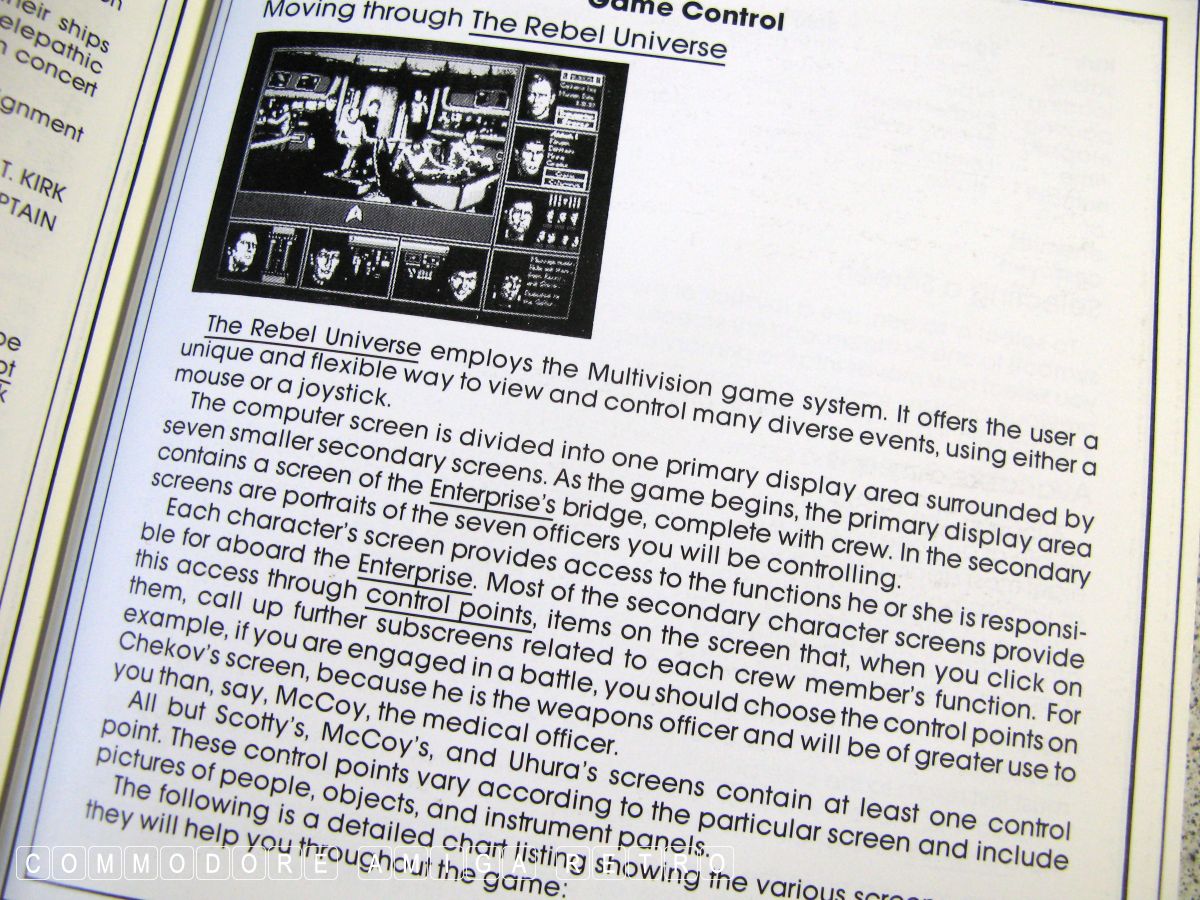 heir ships
elepathic
concert
gnment
T. KIRK
PTAIN
be
Game Control
Moving through The Rebel Universe
The Rebel Universe employs the Multivision game system. It offers the user a
unique and flexible way to view and control many diverse events, using either a
mouse or a joystick.
The computer screen is divided into one primary display area surrounded by
seven smaller secondary screens. As the game begins, the primary display area
contains a screen of the Enterprise's bridge, complete with crew. In the secondary
screens are portraits of the seven officers you will be controlling.
Each character's screen provides access to the functions he or she is responsi-
ble for aboard the Enterprise. Most of the secondary character screens provide
this access through control points, items on the screen that, when you click on
them, call up further subscreens related to each crew member's function. For
example, if you are engaged in a battle, you should choose the control points on
Chekov's screen, because he is the weapons officer and will be of greater use to
you than, say, McCoy, the medical officer.
All but Scotty's, McCoy's, and Uhura's screens contain at least one control
point. These control points vary according to the particular screen and include
pictures of people, objects, and instrument panels.
The following is a detailed chart listing showing the various
they will help you throughout the game:
COMMODORE AMIGA RETRO